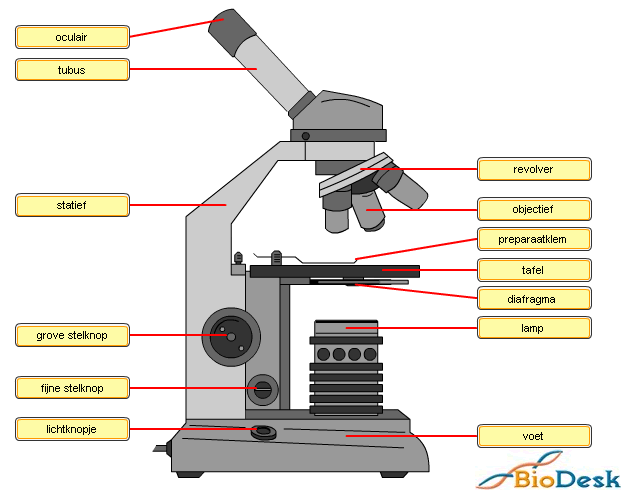 oculair
tubus
statief
grove stelknop
fijne stelknop
lichtknopje
revolver
objectief
preparaatklem
tafel
diafragma
lamp
voet
BioDesk